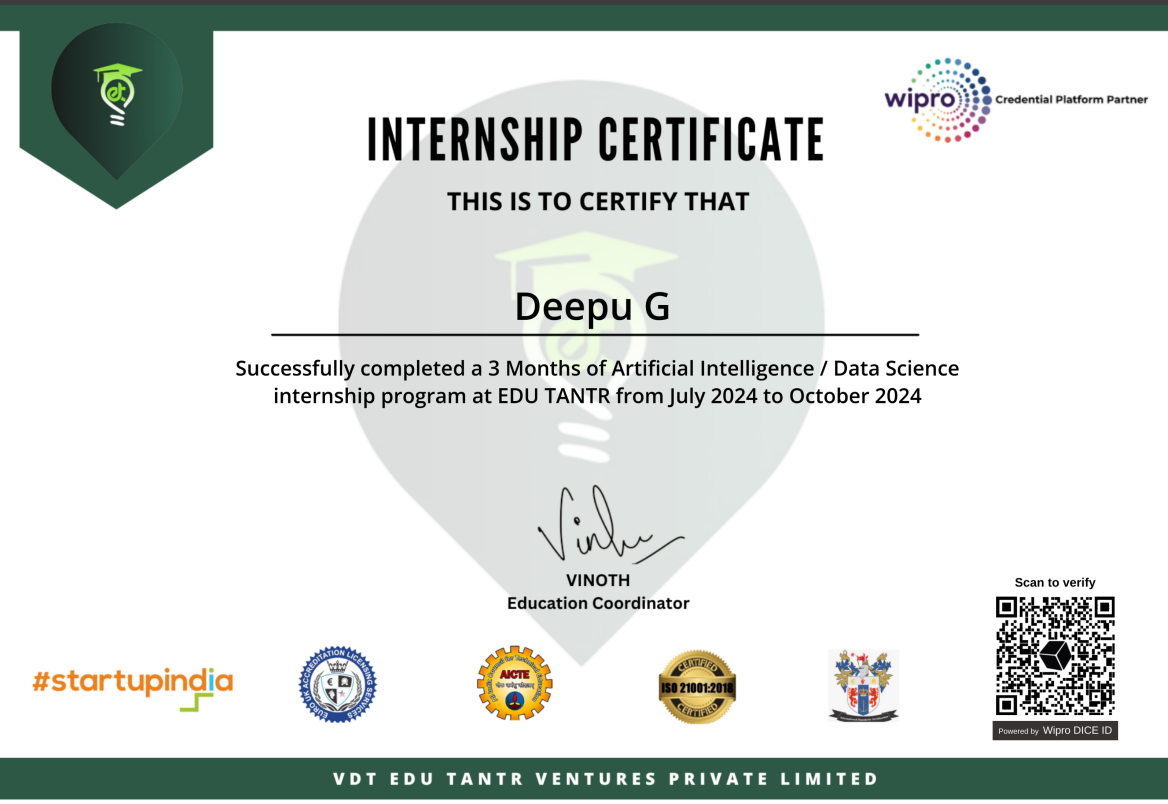 et.
wipro
Credential Platform Partner
INTERNSHIP CERTIFICATE
THIS IS TO CERTIFY THAT
Deepu G
Successfully completed a 3 Months of Artificial Intelligence / Data Science
internship program at EDU TANTR from July 2024 to October 2024
VINOTH
Education Coordinator
Scan to verify
#startupindia
ACCREDITATION LICENSING SERVICES
AICTE
CERTIFIED
ISO 21001:2018
CERTIFIED
Powered by Wipro DICE ID
VDT EDU TANTR VENTURES PRIVATE LIMITED